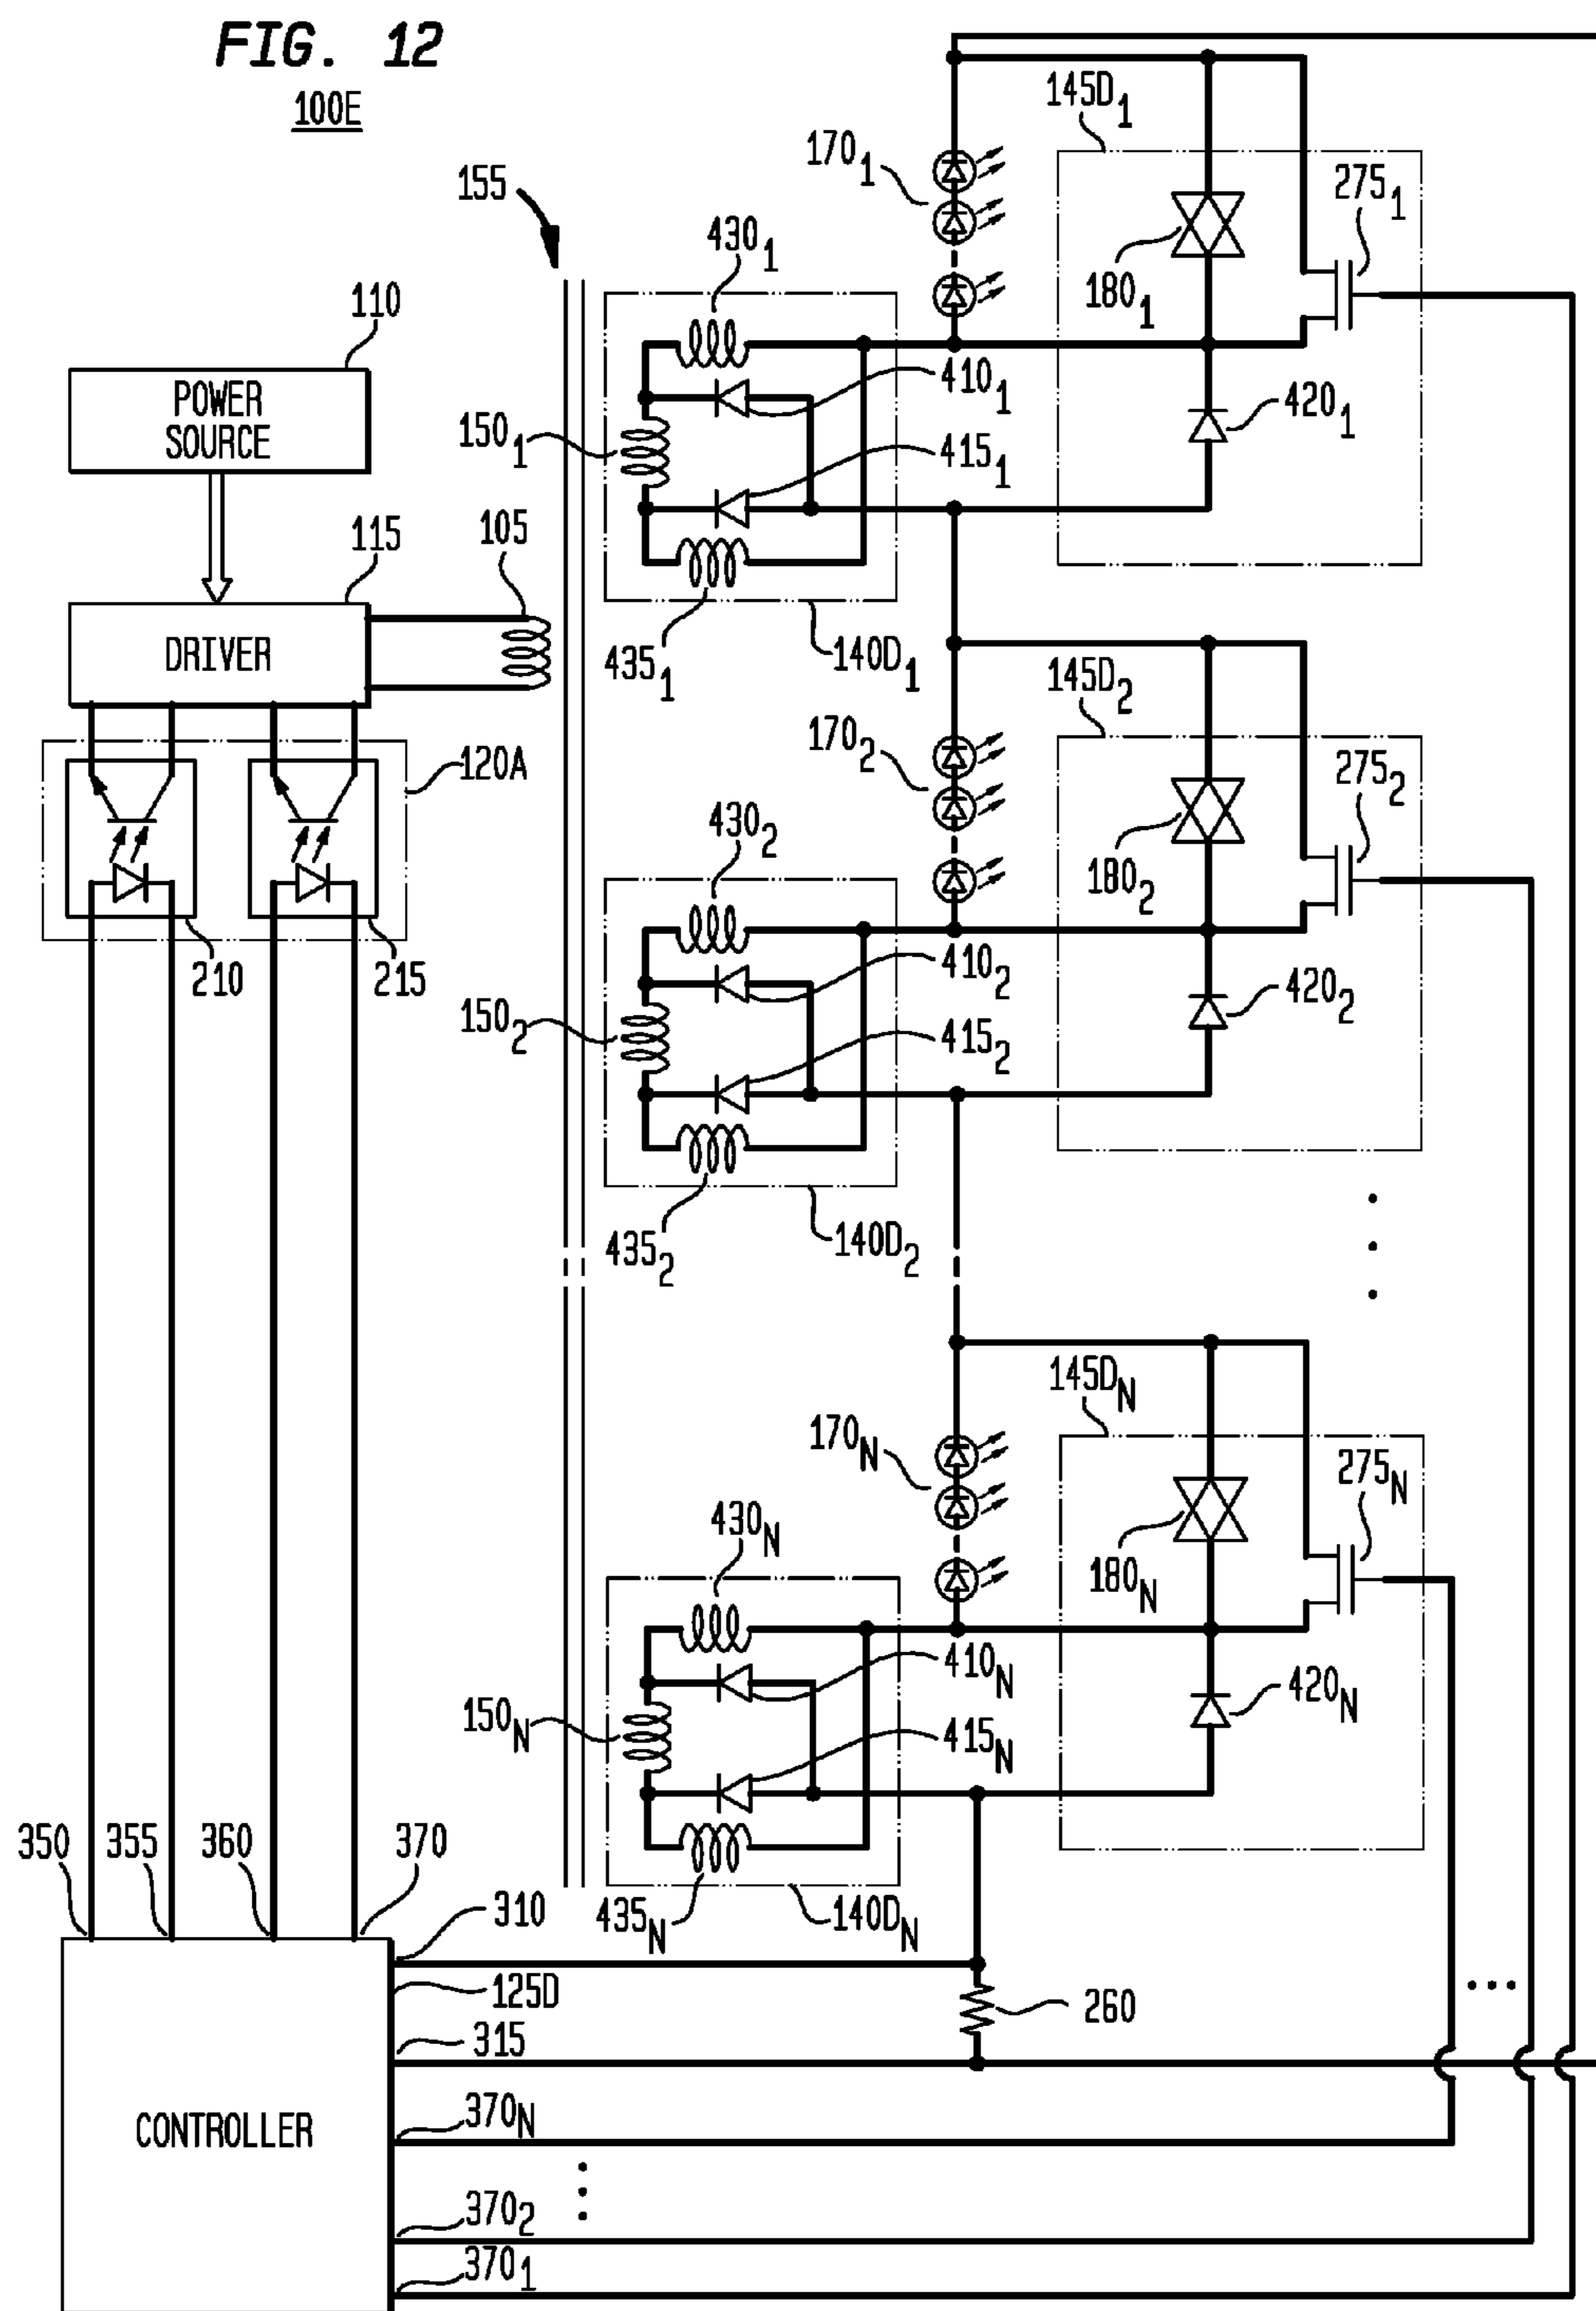 FIG. 12
100E
145D1
1701
2751
155
4301
1801
110
POWER
SOURCE
4101
4201
1501
4151
115
105
DRIVER
4351
140D1
145D2
1702
2752
120A
4302
1802
210
215
4102
4202
1502
4152
4352
140D2
145DN
170N
275N
430N
180N
410N
420N
150N
415N
350
355
360
370
310
435N
140DN
125D
260
315
370N
CONTROLLER
3702
3701